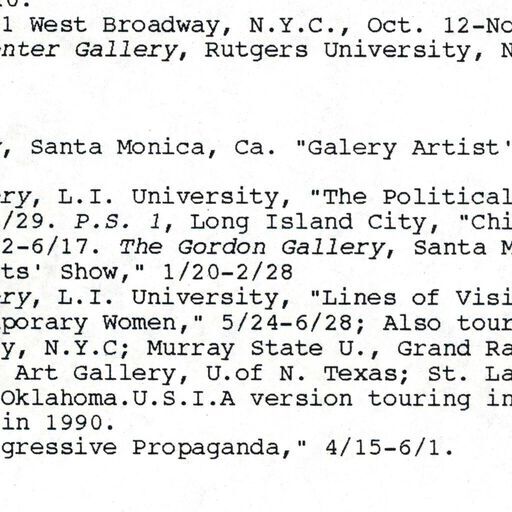 1 West Broadway, N.Y.C., Oct. 12-No
nter Gallery, Rutgers University, N
, Santa Monica, Ca. "Galery Artist'
ry, L.I. University, "The Political
/29. P.S. 1, Long Island City, "Chi
2-6/17. The Gordon Gallery, Santa M
ts' Show," 1/20-2/28
ry, L.I. University, "Lines of Visi
porary Women," 5/24-6/28; Also tour
y, N.Y.C; Murray State U., Grand Ra
Art Gallery, U.of N. Texas; St. La
Oklahoma.U.S.I.A version touring in
in 1990.
gressive Propaganda," 4/15-6/1.